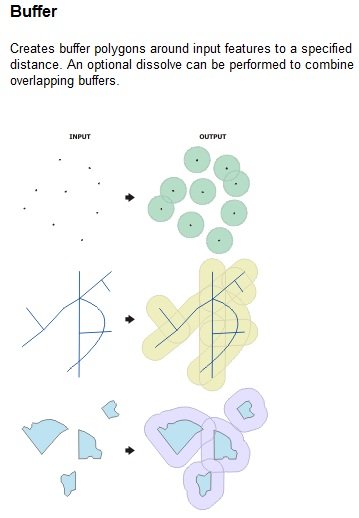 Buffer
Creates buffer polygons around input features to a specified
distance. An optional dissolve can be performed to combine
overlapping buffers.
INPUT
OUTPUT